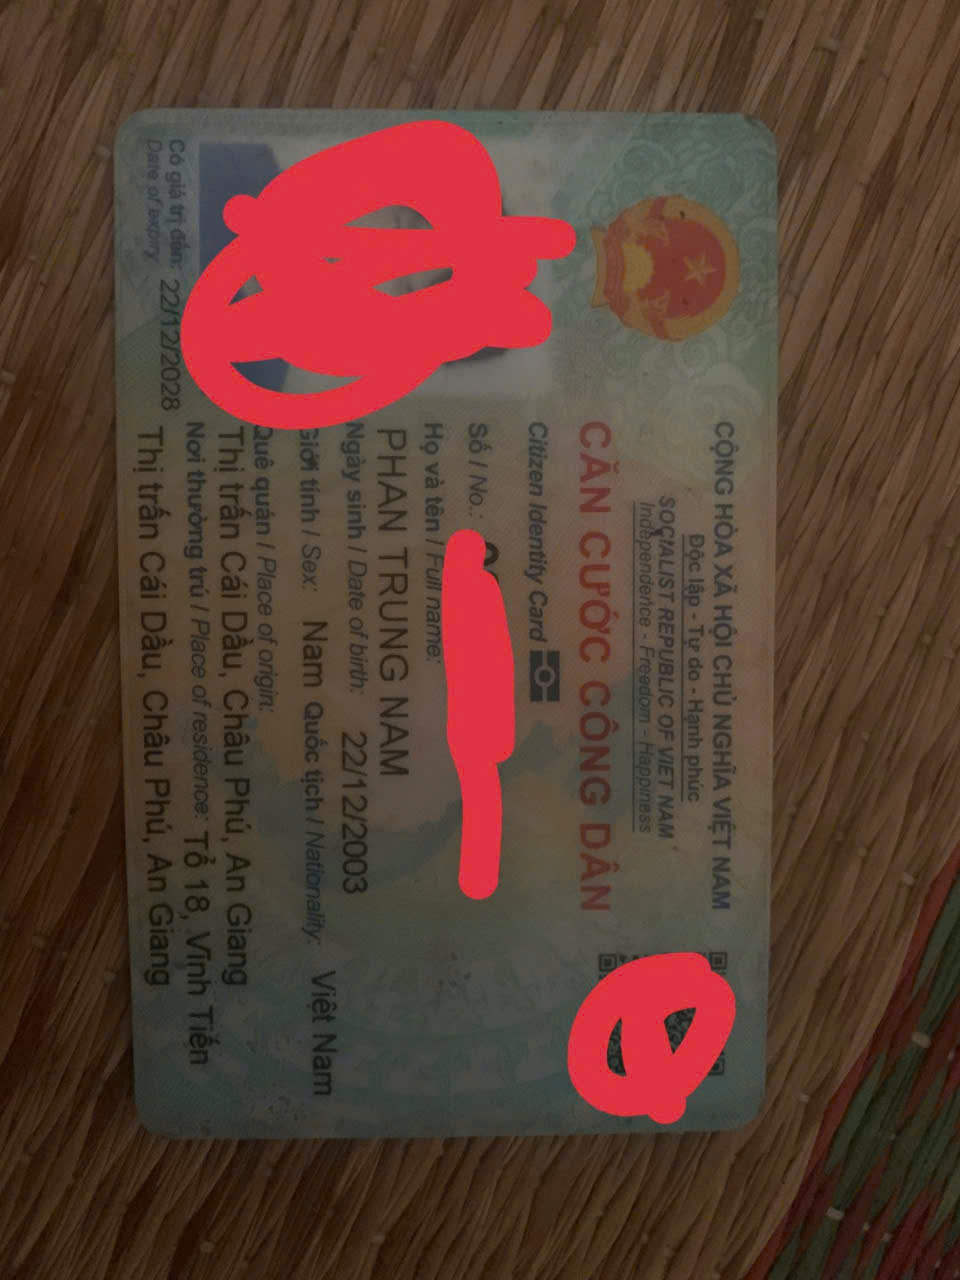 CỘNG HÒA XÃ HỘI CHỦ NGHĨA VIỆT NAM
Độc lập - Tự do - Hạnh phúc
SOCIALIST REPUBLIC OF VIET NAM
Independence - Freedom - Happiness
CĂN CƯỚC CÔNG DÂN
Citizen Identity Card
Số / No.:
Họ và tên / Full name:
PHAN TRUNG NAM
Ngày sinh / Date of birth: 22/12/2003
Giới tính / Sex: Nam Quốc tịch / Nationality: Việt Nam
Quê quán / Place of origin:
Thị trấn Cái Dầu, Châu Phú, An Giang
Nơi thường trú / Place of residence: Tổ 18, Vĩnh Tiến
Thị trấn Cái Dầu, Châu Phú, An Giang
Có giá trị đến: 22/12/2028
Date of expiry